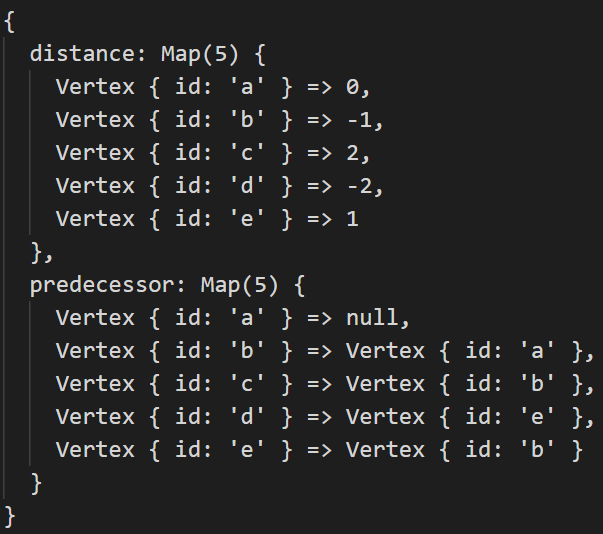 {
  distance: Map(5) {
    Vertex { id: 'a' } => 0,
    Vertex { id: 'b' } => -1,
    Vertex { id: 'c' } => 2,
    Vertex { id: 'd' } => -2,
    Vertex { id: 'e' } => 1
  },
  predecessor: Map(5) {
    Vertex { id: 'a' } => null,
    Vertex { id: 'b' } => Vertex { id: 'a' },
    Vertex { id: 'c' } => Vertex { id: 'b' },
    Vertex { id: 'd' } => Vertex { id: 'e' },
    Vertex { id: 'e' } => Vertex { id: 'b' }
  }
}